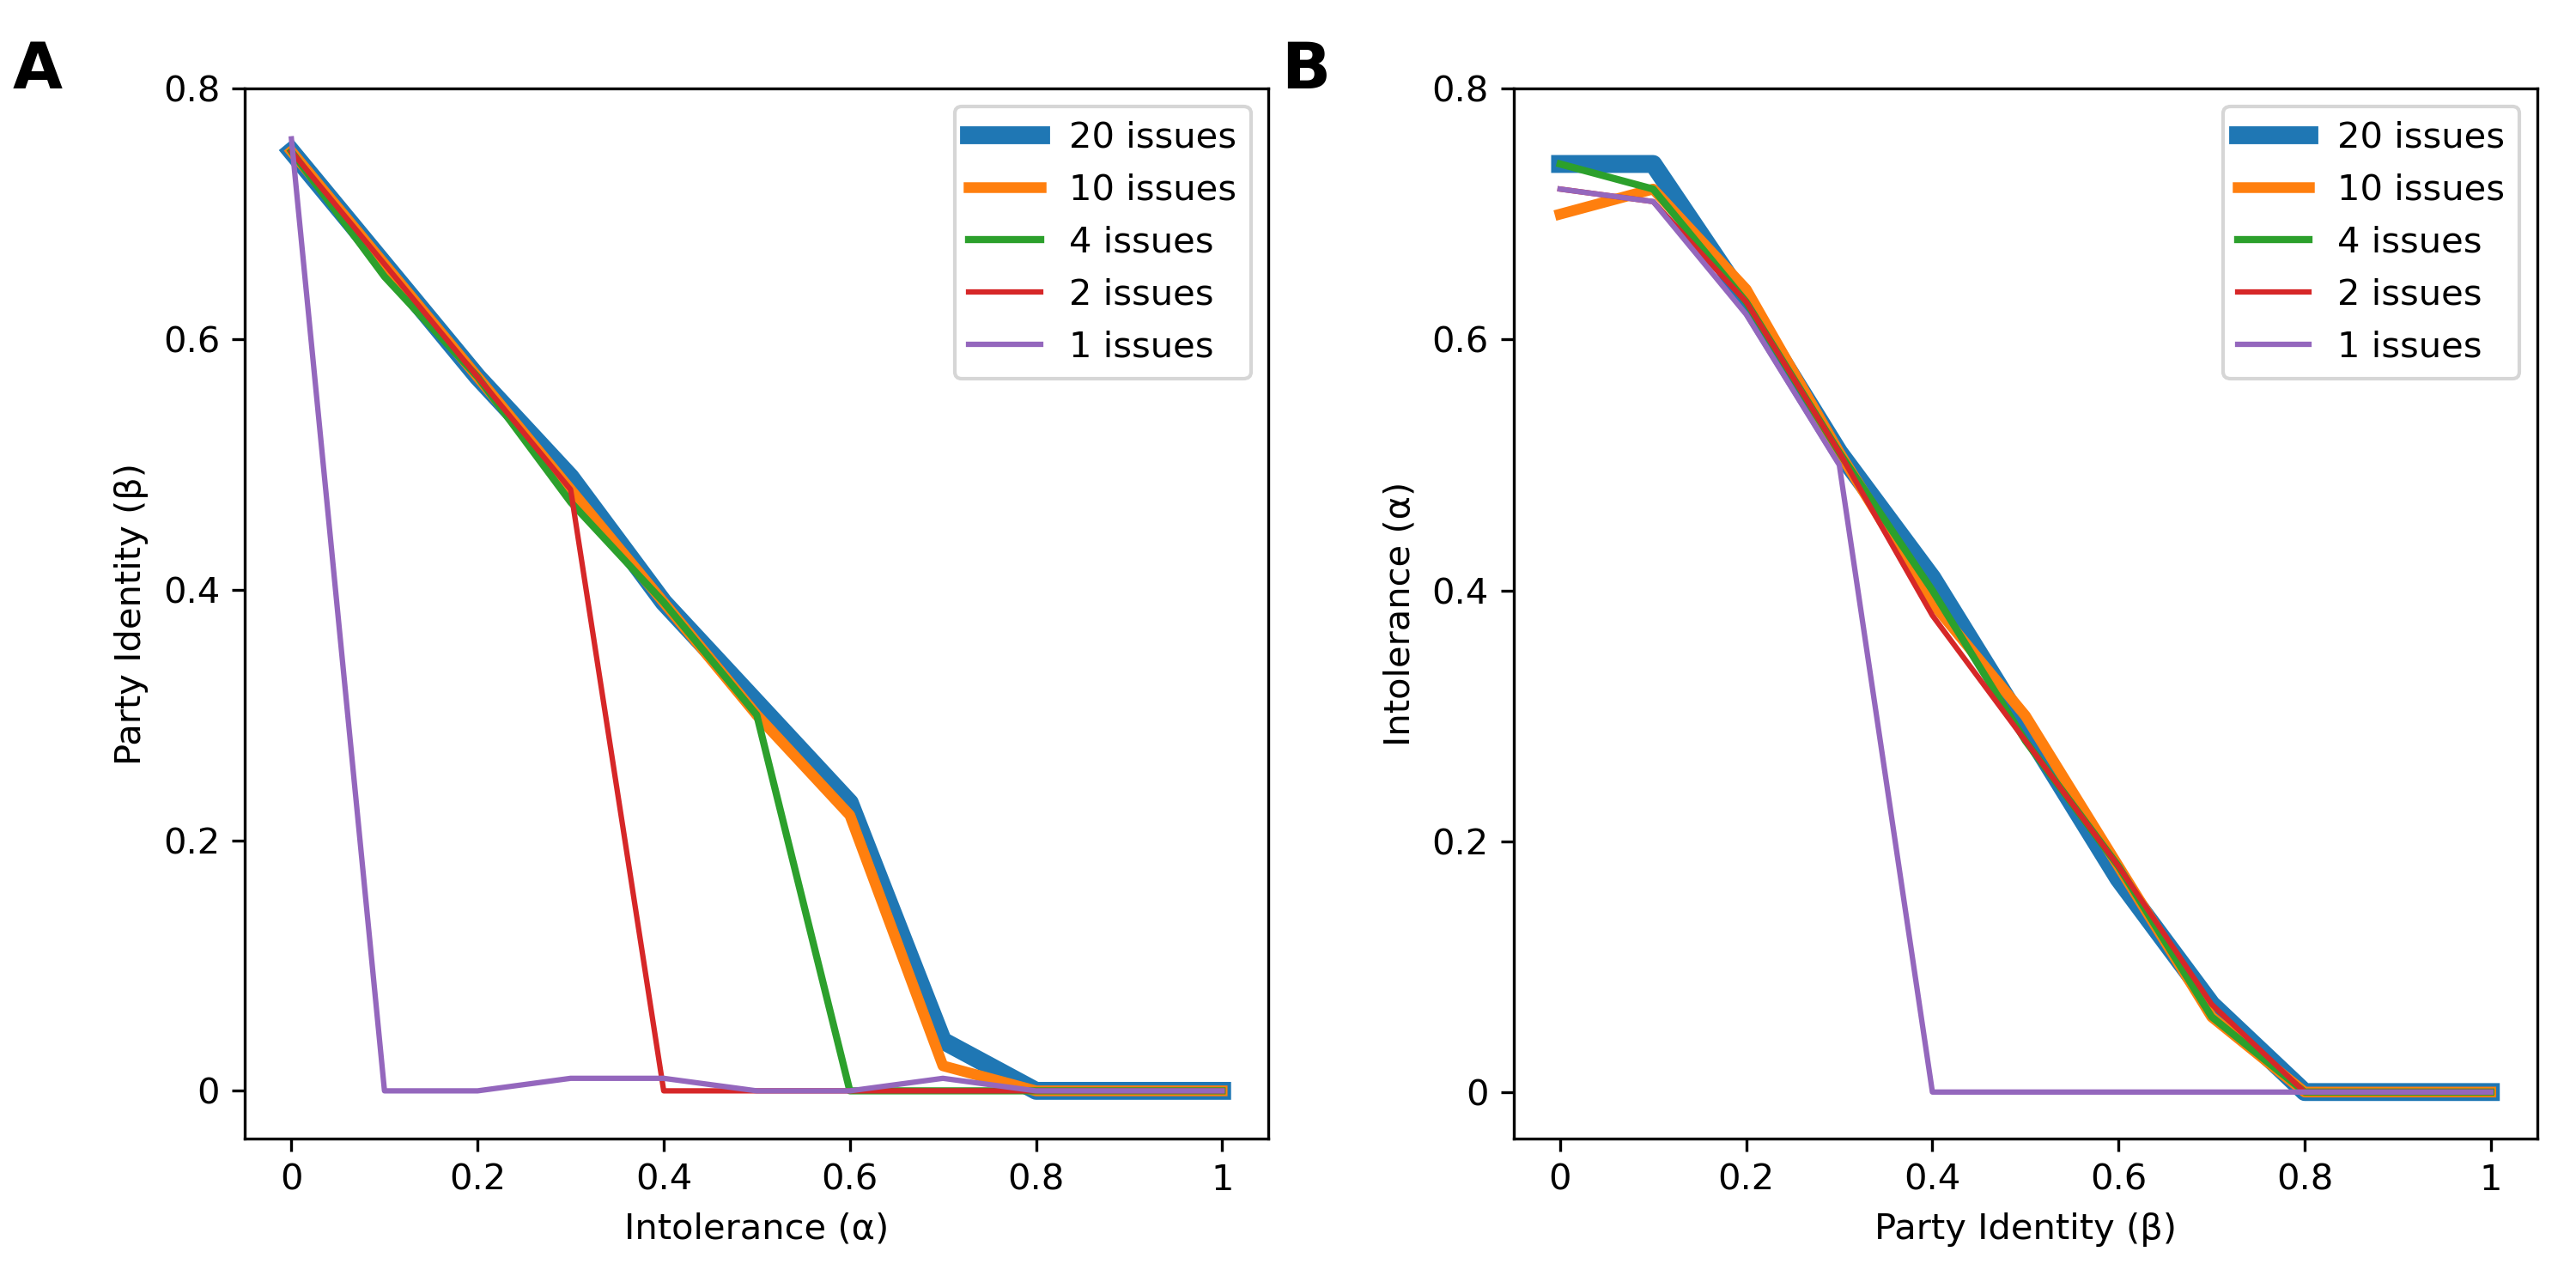 A
0.8
0.6
0.4
0.2
0
Party Identity (β)
0 0.2 0.4 0.6 0.8 1
Intolerance (α)
20 issues
10 issues
4 issues
2 issues
1 issues
B
0.8
0.6
0.4
0.2
0
Intolerance (α)
0 0.2 0.4 0.6 0.8 1
Party Identity (β)
20 issues
10 issues
4 issues
2 issues
1 issues